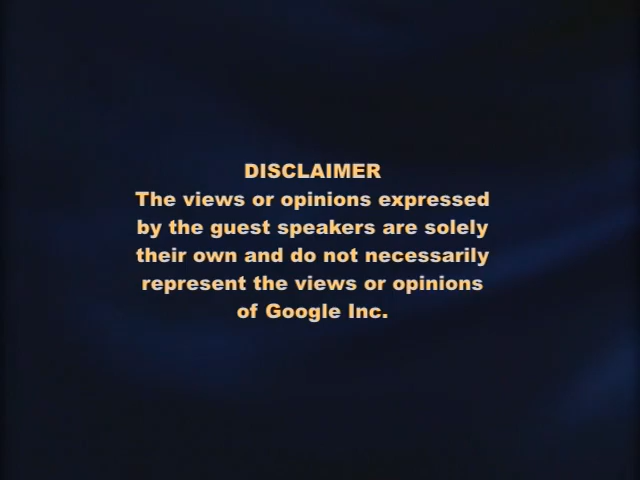 DISCLAIMER
The views or opinions expressed
by the guest speakers are solely
their own and do not necessarily
represent the views or opinions
of Google Inc.